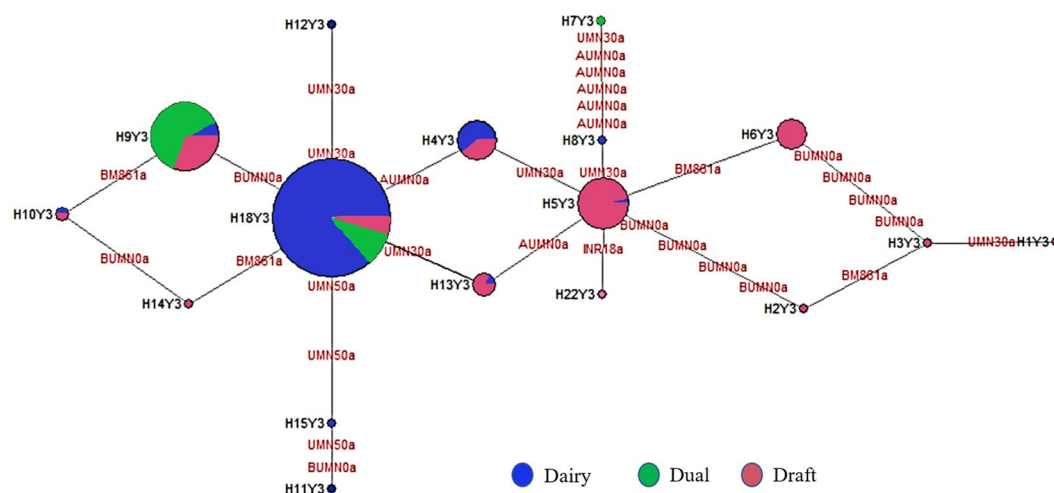 H12Y3
UMN30a
UMN30a
H7Y3
UMN30a
AUMN0a
AUMN0a
AUMN0a
AUMN0a
AUMN0a
H8Y3
UMN30a
H9Y3
BM861a
BUMN0a
H10Y3
BUMN0a
H14Y3
BM861a
H18Y3
H4Y3
AUMN0a
UMN30a
UMN30a
H13Y3
AUMN0a
H5Y3
INR18a
H22Y3
BM861a
H6Y3
BUMN0a
BUMN0a
BUMN0a
BUMN0a
H3Y3
UMN30a
BUMN0a
BUMN0a
BUMN0a
BUMN0a
H2Y3
BM861a
UMN50a
UMN50a
H15Y3
UMN50a
BUMN0a
H11Y3
Dairy Dual Draft